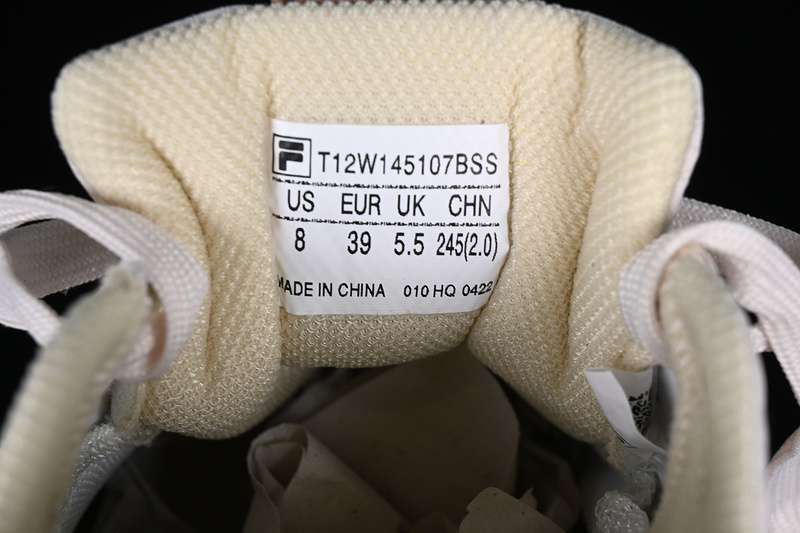 F T12W145107BSS
US EUR UK CHN
8 39 5.5 245(2.0)
MADE IN CHINA 010 HQ 0422